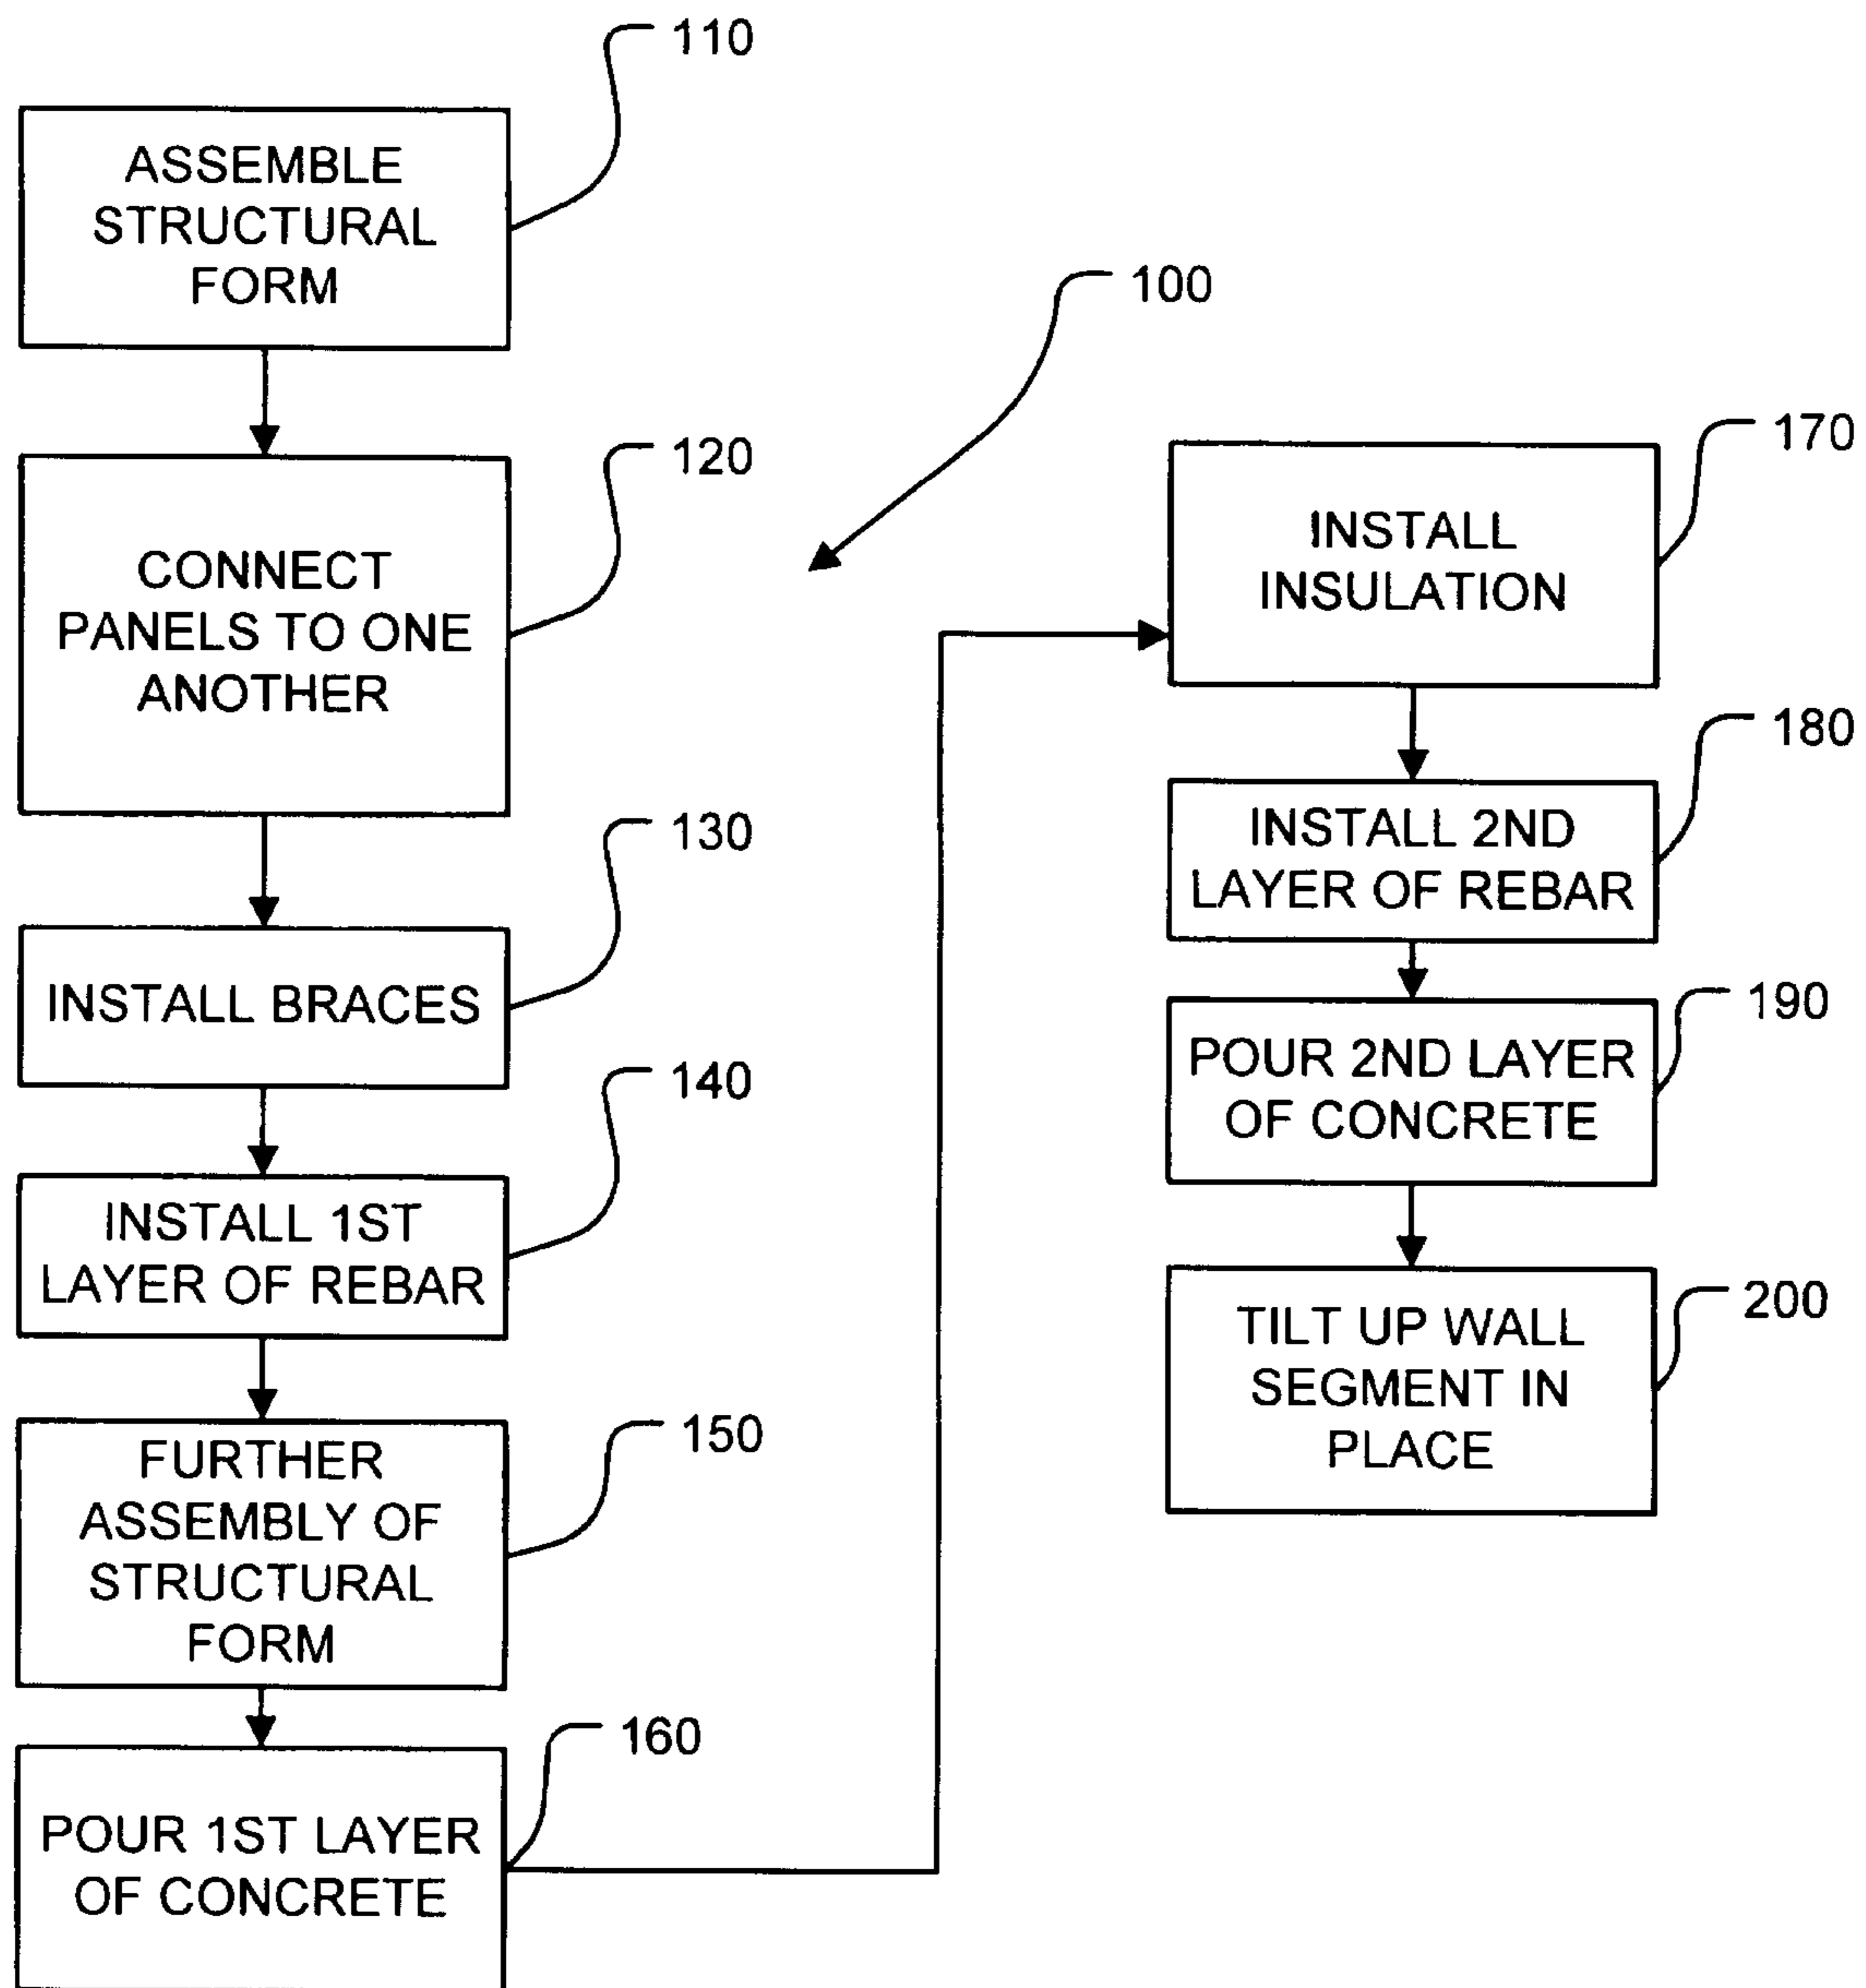 110
ASSEMBLE
STRUCTURAL
FORM
100
120
CONNECT
PANELS TO ONE
ANOTHER
130
INSTALL BRACES
140
INSTALL 1ST
LAYER OF REBAR
150
FURTHER
ASSEMBLY OF
STRUCTURAL
FORM
160
POUR 1ST LAYER
OF CONCRETE
170
INSTALL
INSULATION
180
INSTALL 2ND
LAYER OF REBAR
190
POUR 2ND LAYER
OF CONCRETE
200
TILT UP WALL
SEGMENT IN
PLACE